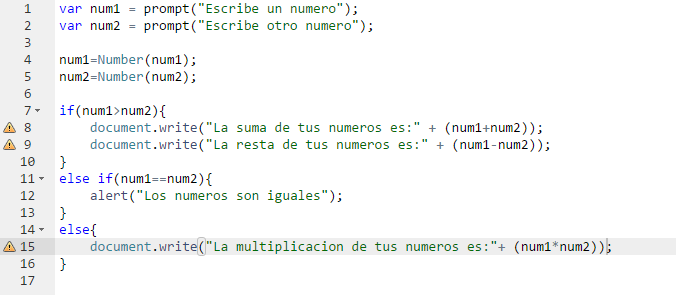 1 var num1 = prompt("Escribe un numero");
2 var num2 = prompt("Escribe otro numero");
3
4 num1=Number(num1);
5 num2=Number(num2);
6
7 if(num1>num2){
8 document.write("La suma de tus numeros es:" + (num1+num2));
9 document.write("La resta de tus numeros es:" + (num1-num2));
10 }
11 else if(num1==num2){
12 alert("Los numeros son iguales");
13 }
14 else{
15 document.write("La multiplicacion de tus numeros es:"+ (num1*num2));
16 }
17